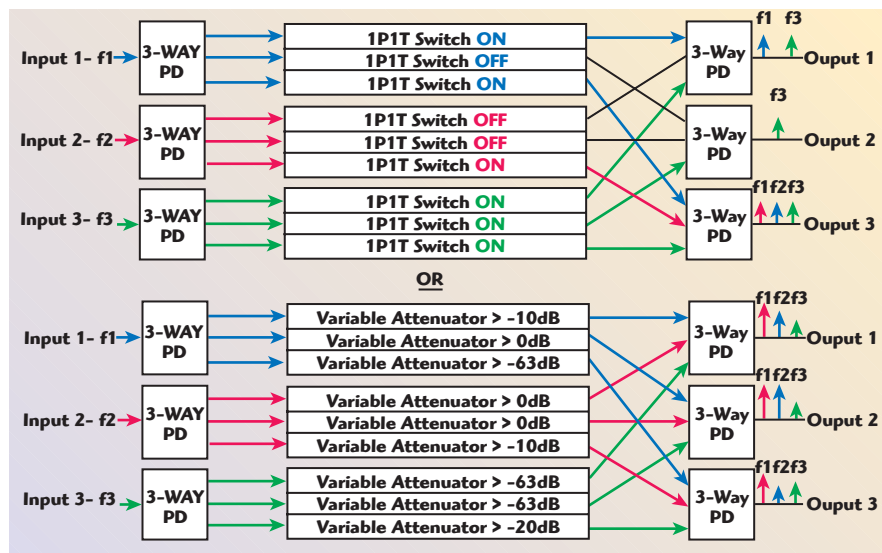 f1 f3
Input 1- f1
3-WAY PD
1P1T Switch ON
1P1T Switch OFF
1P1T Switch ON
3-Way PD
Ouput 1
f3
Input 2- f2
3-WAY PD
1P1T Switch OFF
1P1T Switch OFF
1P1T Switch ON
3-Way PD
Ouput 2
f1f2f3
Input 3- f3
3-WAY PD
1P1T Switch ON
1P1T Switch ON
1P1T Switch ON
3-Way PD
Ouput 3
OR
f1f2f3
Input 1- f1
3-WAY PD
Variable Attenuator > -10dB
Variable Attenuator > 0dB
Variable Attenuator > -63dB
3-Way PD
Ouput 1
f1f2f3
Input 2- f2
3-WAY PD
Variable Attenuator > 0dB
Variable Attenuator > 0dB
Variable Attenuator > -10dB
3-Way PD
Ouput 2
f1f2f3
Input 3- f3
3-WAY PD
Variable Attenuator > -63dB
Variable Attenuator > -63dB
Variable Attenuator > -20dB
3-Way PD
Ouput 3